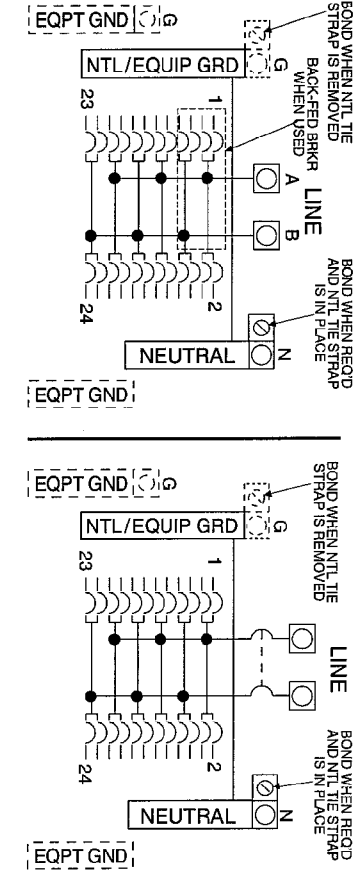 EQPT GND
G
BOND WHEN NTL TIE
STRAP IS REMOVED
NTL/EQUIP GRD
G
BACK-FED BRKR
WHEN USED
23
1
A
LINE
B
24
2
BOND WHEN REQ'D
AND NTL TIE STRAP
IS IN PLACE
NEUTRAL
N
EQPT GND
EQPT GND
G
BOND WHEN NTL TIE
STRAP IS REMOVED
NTL/EQUIP GRD
G
23
1
LINE
24
2
BOND WHEN REQ'D
AND NTL TIE STRAP
IS IN PLACE
NEUTRAL
N
EQPT GND